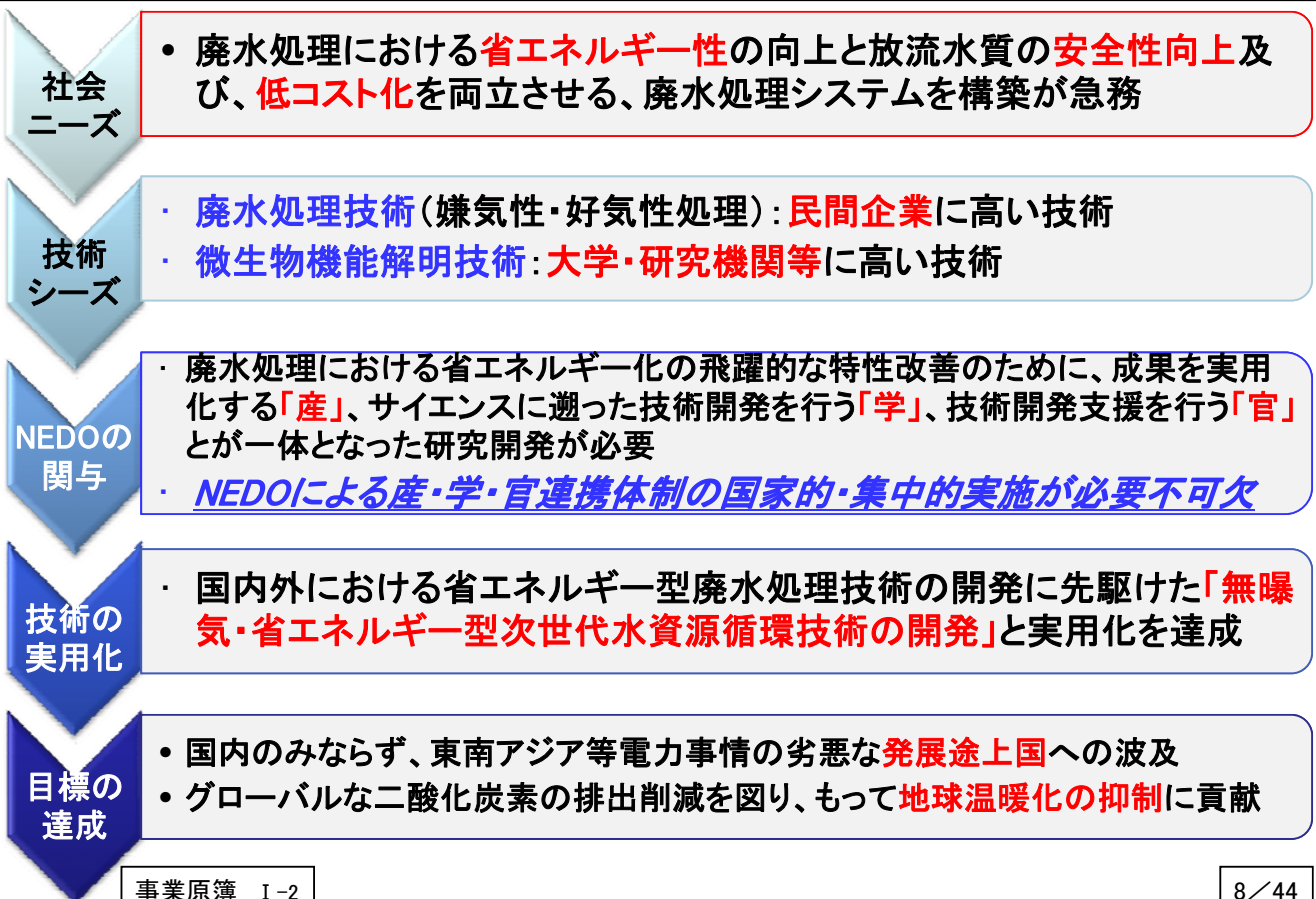 社会
ニーズ
• 廃水処理における省エネルギー性の向上と放流水質の安全性向上及
び、低コスト化を両立させる、廃水処理システムを構築が急務
技術
シーズ
・ 廃水処理技術（嫌気性・好気性処理）：民間企業に高い技術
・ 微生物機能解明技術：大学・研究機関等に高い技術
NEDOの
関与
・ 廃水処理における省エネルギー化の飛躍的な特性改善のために、成果を実用
化する「産」、サイエンスに遡った技術開発を行う「学」、技術開発支援を行う「官」
とが一体となった研究開発が必要
・ NEDOによる産・学・官連携体制の国家的・集中的実施が必要不可欠
技術の
実用化
・ 国内外における省エネルギー型廃水処理技術の開発に先駆けた「無曝
気・省エネルギー型次世代水資源循環技術の開発」と実用化を達成
目標の
達成
• 国内のみならず、東南アジア等電力事情の劣悪な発展途上国への波及
• グローバルな二酸化炭素の排出削減を図り、もって地球温暖化の抑制に貢献
事業原簿 Ⅰ-2
8／44